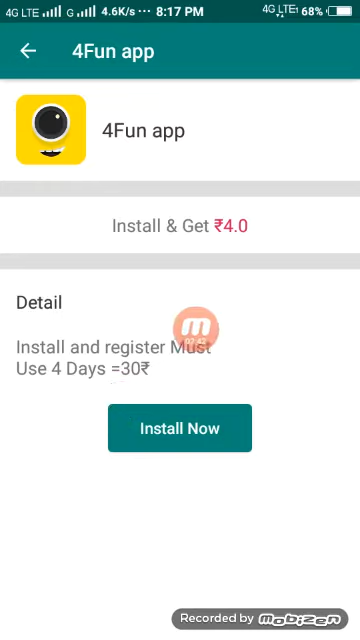 4G LTE G 4.6K/s ··· 8:17 PM 4G LTE 68%
4Fun app
4Fun app
Install & Get ₹4.0
Detail
Install and register Must
Use 4 Days =30₹
Install Now
Recorded by mobizen